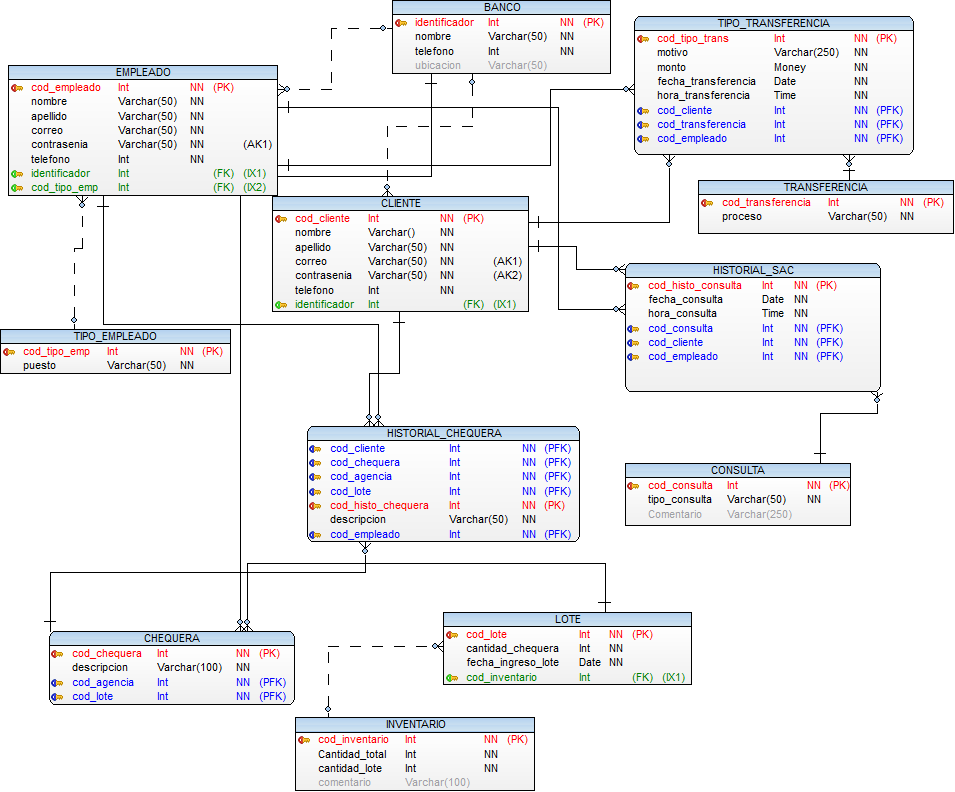 BANCO
identificador Int NN (PK)
nombre Varchar(50) NN
telefono Int NN
ubicacion Varchar(50)
TIPO_TRANSFERENCIA
cod_tipo_trans Int NN (PK)
motivo Varchar(250) NN
monto Money NN
fecha_transferencia Date NN
hora_transferencia Time NN
cod_cliente Int NN (PFK)
cod_transferencia Int NN (PFK)
cod_empleado Int NN (PFK)
EMPLEADO
cod_empleado Int NN (PK)
nombre Varchar(50) NN
apellido Varchar(50) NN
correo Varchar(50) NN
contrasenia Varchar(50) NN (AK1)
telefono Int NN
identificador Int (FK) (IX1)
cod_tipo_emp Int (FK) (IX2)
TRANSFERENCIA
cod_transferencia Int NN (PK)
proceso Varchar(50) NN
CLIENTE
cod_cliente Int NN (PK)
nombre Varchar() NN
apellido Varchar(50) NN
correo Varchar(50) NN (AK1)
contrasenia Varchar(50) NN (AK2)
telefono Int NN
identificador Int (FK) (IX1)
HISTORIAL_SAC
cod_histo_consulta Int NN (PK)
fecha_consulta Date NN
hora_consulta Time NN
cod_consulta Int NN (PFK)
cod_cliente Int NN (PFK)
cod_empleado Int NN (PFK)
TIPO_EMPLEADO
cod_tipo_emp Int NN (PK)
puesto Varchar(50) NN
HISTORIAL_CHEQUERA
cod_cliente Int NN (PFK)
cod_chequera Int NN (PFK)
cod_agencia Int NN (PFK)
cod_lote Int NN (PFK)
cod_histo_chequera Int NN (PK)
descripcion Varchar(50) NN
cod_empleado Int NN (PFK)
CONSULTA
cod_consulta Int NN (PK)
tipo_consulta Varchar(50) NN
Comentario Varchar(250)
CHEQUERA
cod_chequera Int NN (PK)
descripcion Varchar(100) NN
cod_agencia Int NN (PFK)
cod_lote Int NN (PFK)
LOTE
cod_lote Int NN (PK)
cantidad_chequera Int NN
fecha_ingreso_lote Date NN
cod_inventario Int (FK) (IX1)
INVENTARIO
cod_inventario Int NN (PK)
Cantidad_total Int NN
cantidad_lote Int NN
comentario Varchar(100)